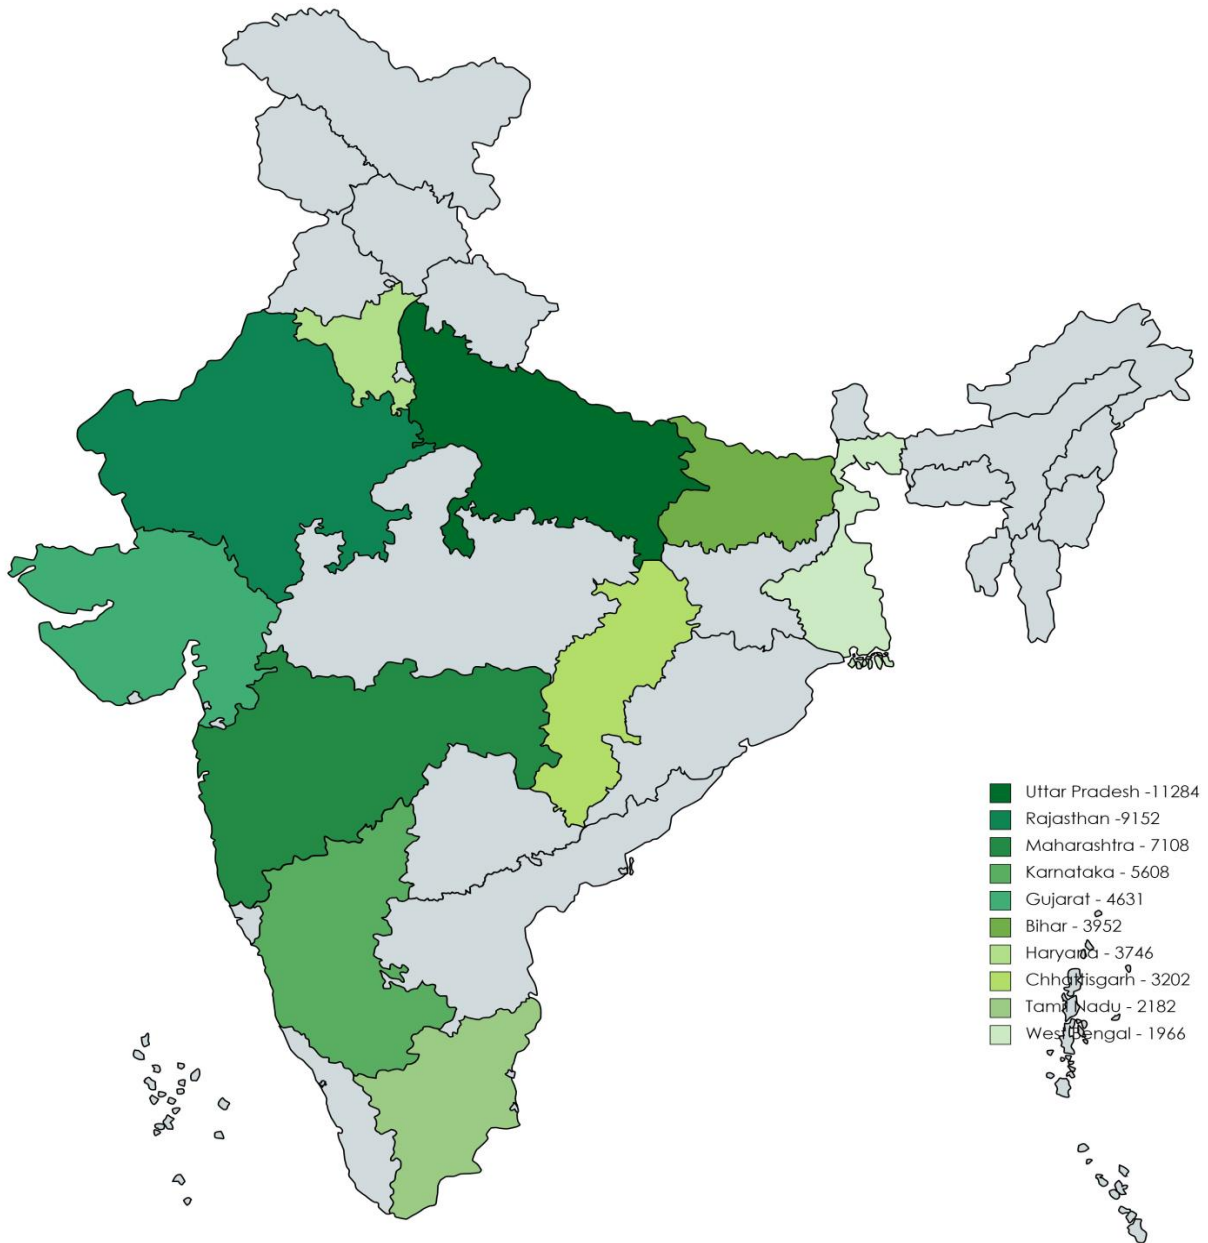 Uttar Pradesh -11284
Rajasthan -9152
Maharashtra - 7108
Karnataka - 5608
Gujarat - 4631
Bihar - 3952
Haryana - 3746
Chhattisgarh - 3202
Tamil Nadu - 2182
West Bengal - 1966